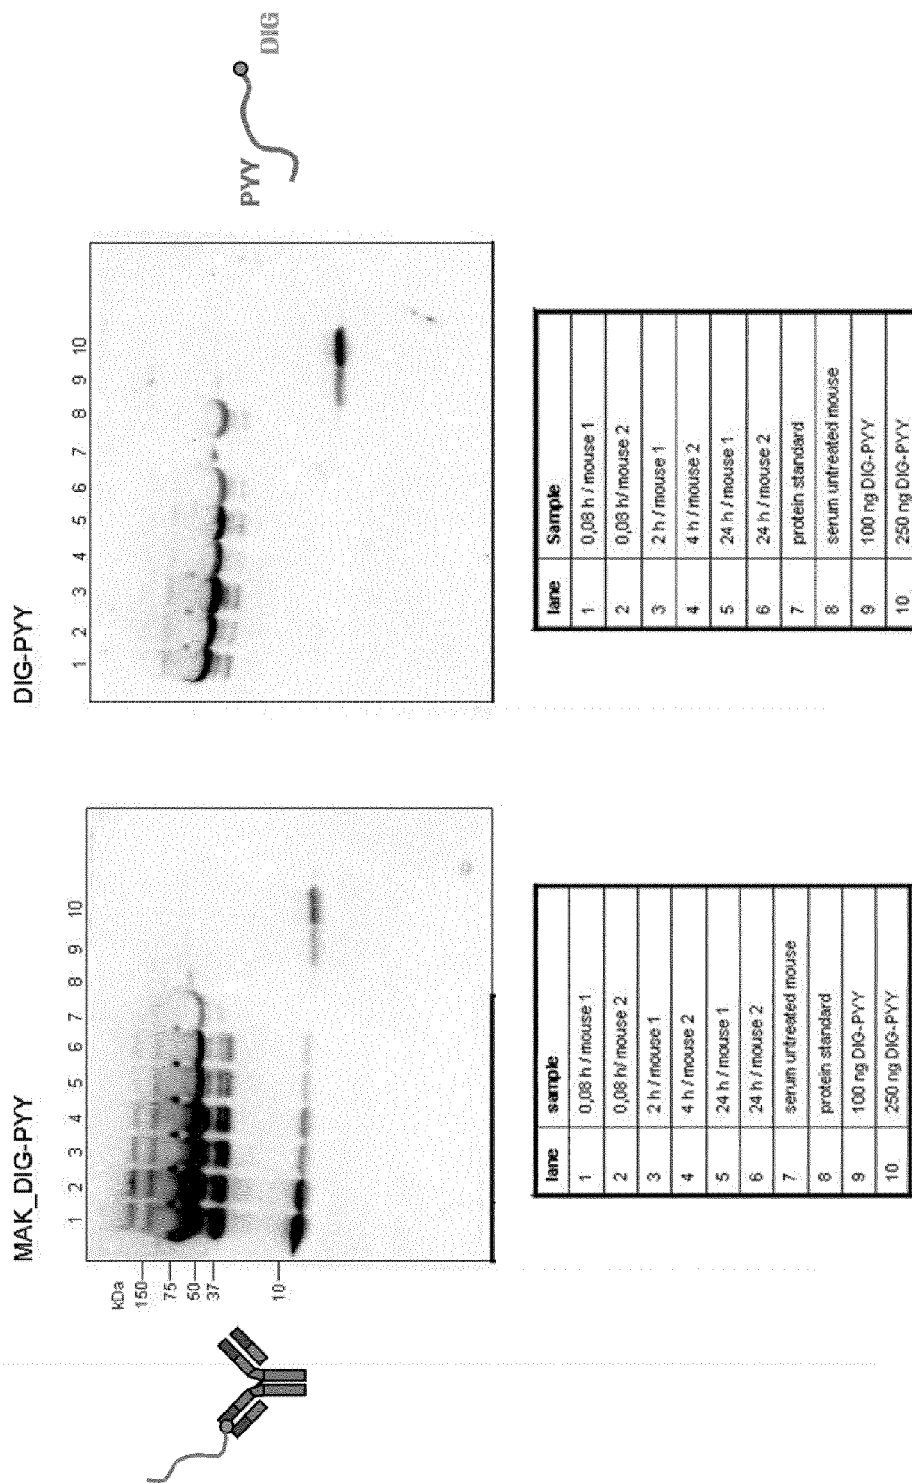 MAK_DIG-PYY
1 2 3 4 5 6 7 8 9 10
kDa
150
75
50
37
10
lane sample
1 0,08 h / mouse 1
2 0,08 h/ mouse 2
3 2 h / mouse 1
4 4 h / mouse 2
5 24 h / mouse 1
6 24 h / mouse 2
7 serum untreated mouse
8 protein standard
9 100 ng DIG-PYY
10 250 ng DIG-PYY
DIG-PYY
1 2 3 4 5 6 7 8 9 10
PYY
DIG
lane Sample
1 0,08 h / mouse 1
2 0,08 h/ mouse 2
3 2 h / mouse 1
4 4 h / mouse 2
5 24 h / mouse 1
6 24 h / mouse 2
7 protein standard
8 serum untreated mouse
9 100 ng DIG-PYY
10 250 ng DIG-PYY